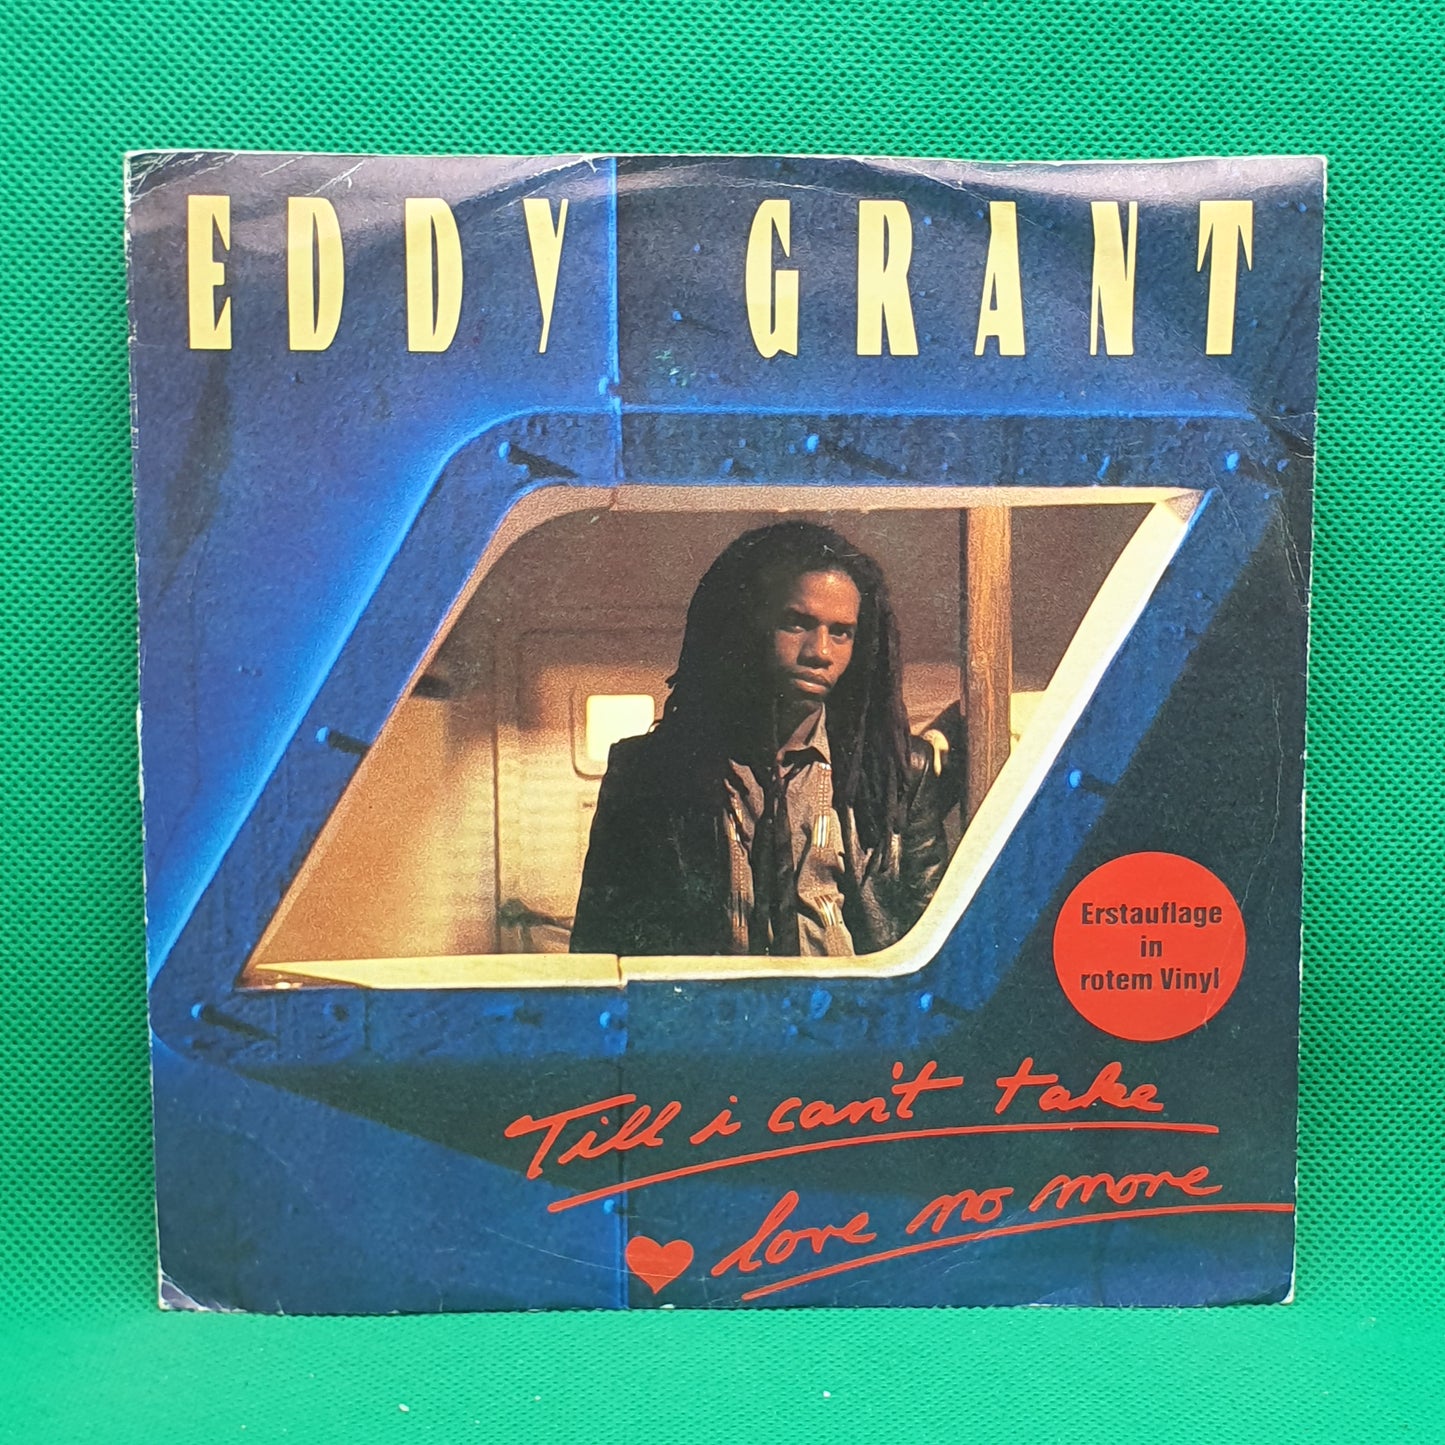 EDDY GRANT
Erstauflage
in
rotem Vinyl
Till i can't take
love no more